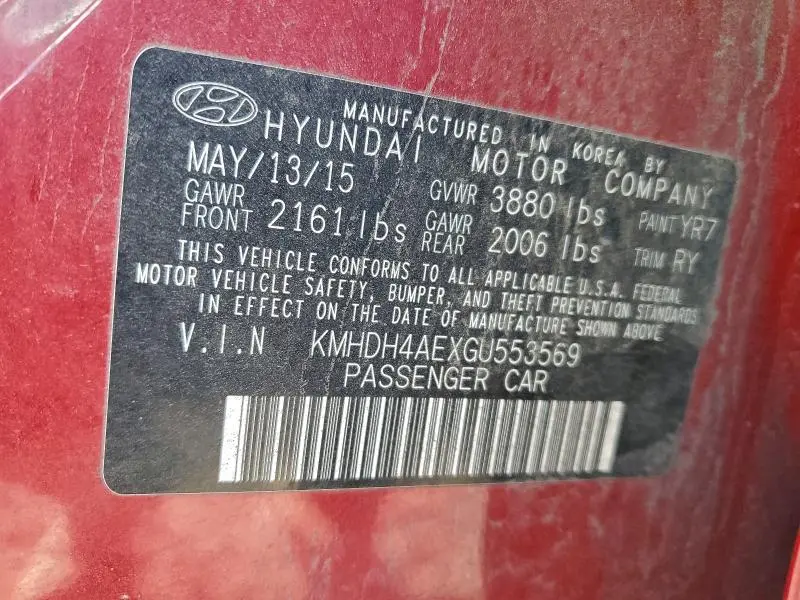 MANUFACTURED IN KOREA BY
HYUNDAI MOTOR COMPANY
MAY/13/15 GVWR 3880 lbs PAINT YR7
GAWR FRONT 2161 lbs GAWR REAR 2006 lbs TRIM RY
THIS VEHICLE CONFORMS TO ALL APPLICABLE U.S.A. FEDERAL
MOTOR VEHICLE SAFETY, BUMPER, AND THEFT PREVENTION STANDARDS
IN EFFECT ON THE DATE OF MANUFACTURE SHOWN ABOVE.
V.I.N KMHDH4AEXGU553569
PASSENGER CAR